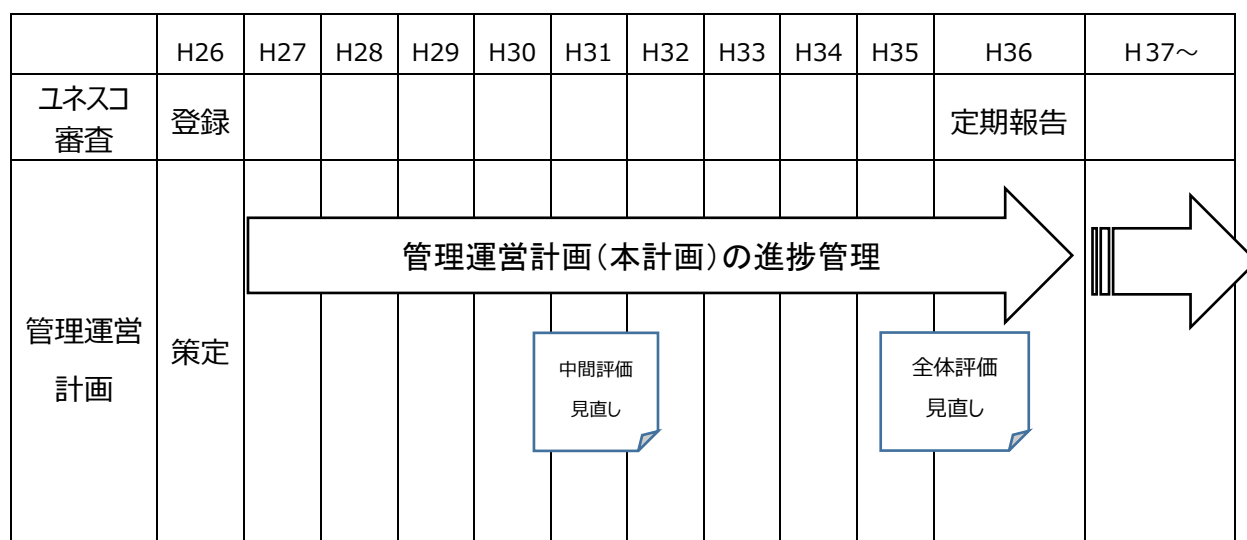 H26 H27 H28 H29 H30 H31 H32 H33 H34 H35 H36 H37～
ユネスコ
審査
登録
定期報告
管理運営計画（本計画）の進捗管理
管理運営
計画
策定
中間評価
見直し
全体評価
見直し